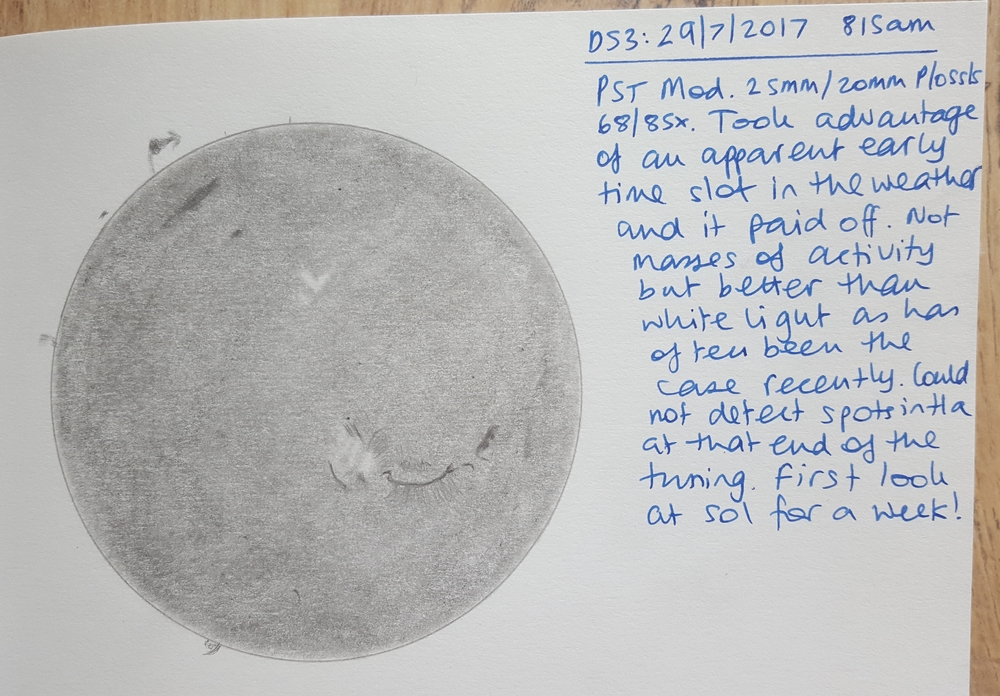 DS3: 29/7/2017 815am
PST Mod. 25mm/20mm Plossls
68/85x. Took advantage
of an apparent early
time slot in the weather
and it paid off. Not
masses of activity
but better than
white light as has
often been the
case recently. Could
not detect spots in Ha
at that end of the
tuning. First look
at sol for a week!